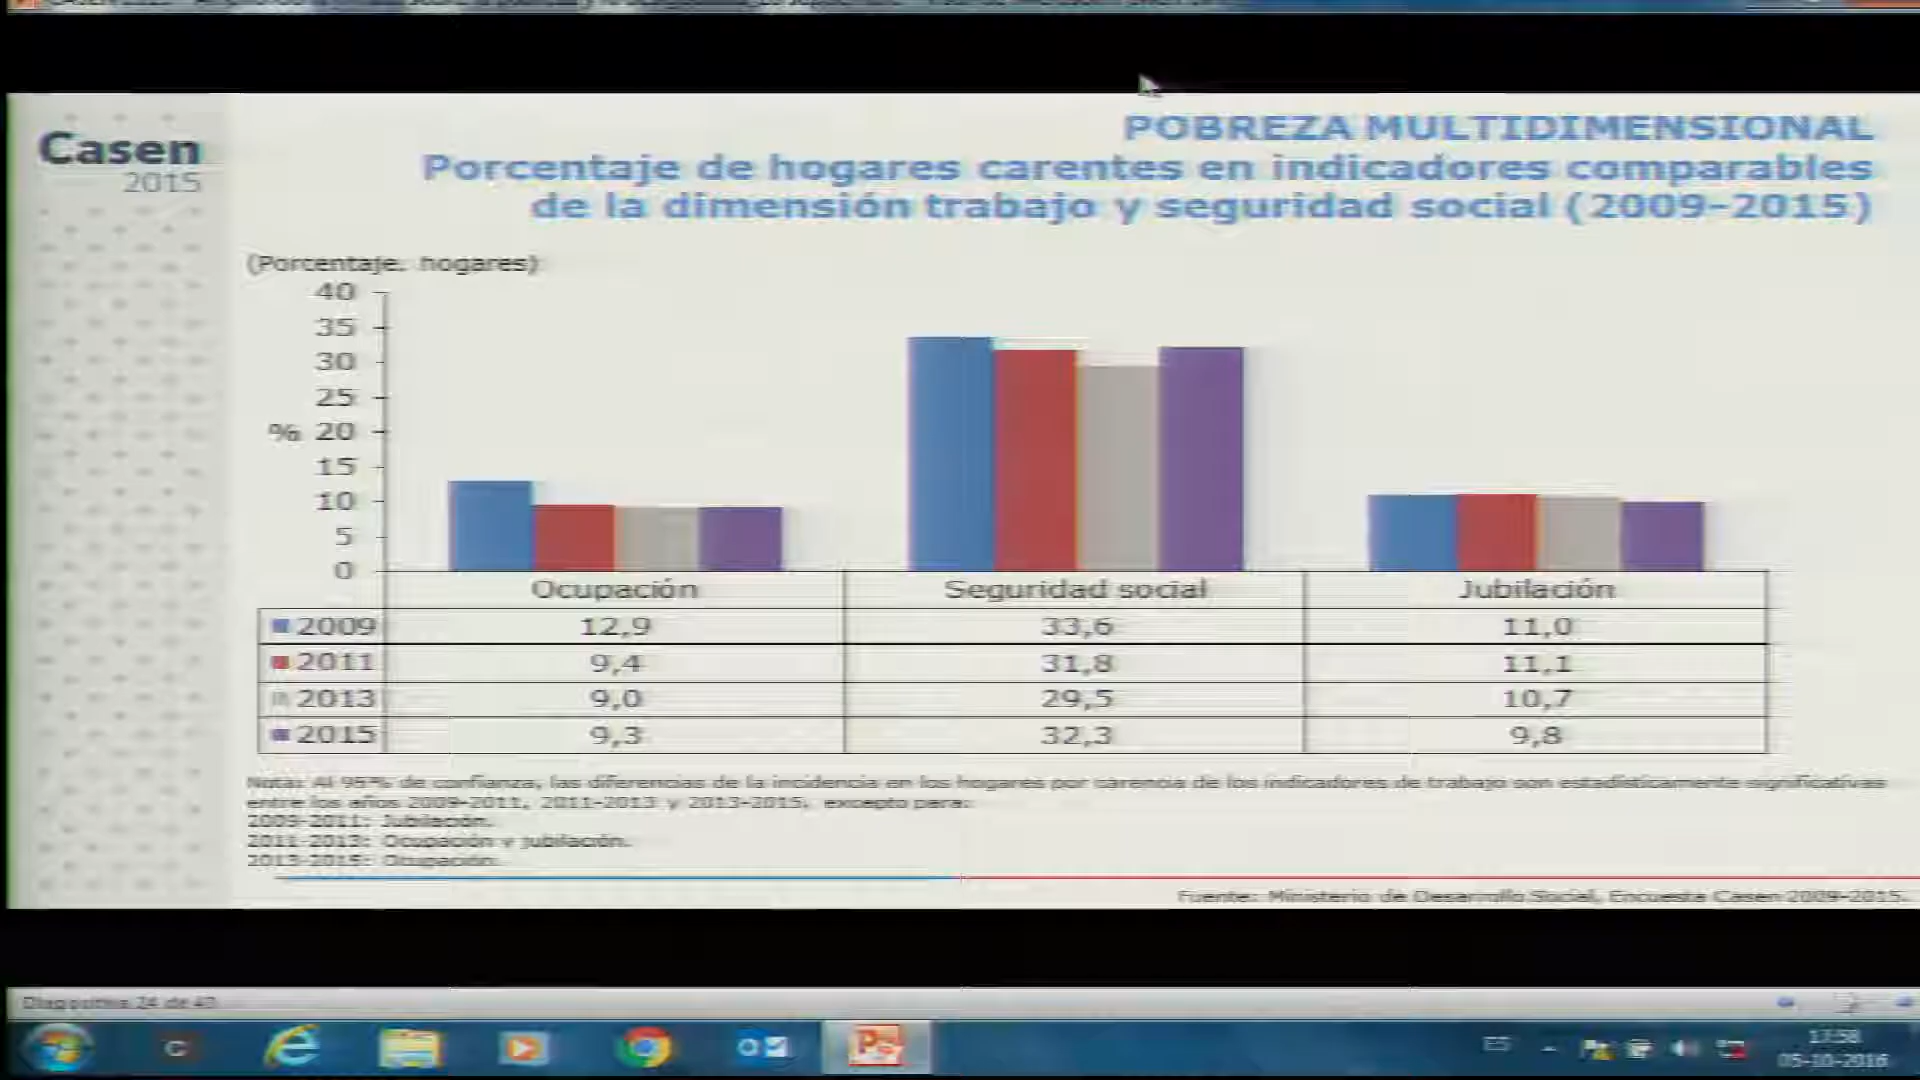 Casen
2015
POBREZA MULTIDIMENSIONAL
Porcentaje de hogares carentes en indicadores comparables
de la dimensión trabajo y seguridad social (2009-2015)
(Porcentaje, hogares)
40
35
30
25
% 20
15
10
5
0
Ocupación Seguridad social Jubilación
2009 12,9 33,6 11,0
2011 9,4 31,8 11,1
2013 9,0 29,5 10,7
2015 9,3 32,3 9,8
Nota: Al 95% de confianza, las diferencias de la incidencia en los hogares por carencia de los indicadores de trabajo son estadísticamente significativas
entre los años 2009-2011, 2011-2013 y 2013-2015, excepto para:
2009-2011: Jubilación.
2011-2013: Ocupación y jubilación.
2013-2015: Ocupación.
Fuente: Ministerio de Desarrollo Social, Encuesta Casen 2009-2015.
Diapositiva 24 de
ES
17:58
05-10-2016